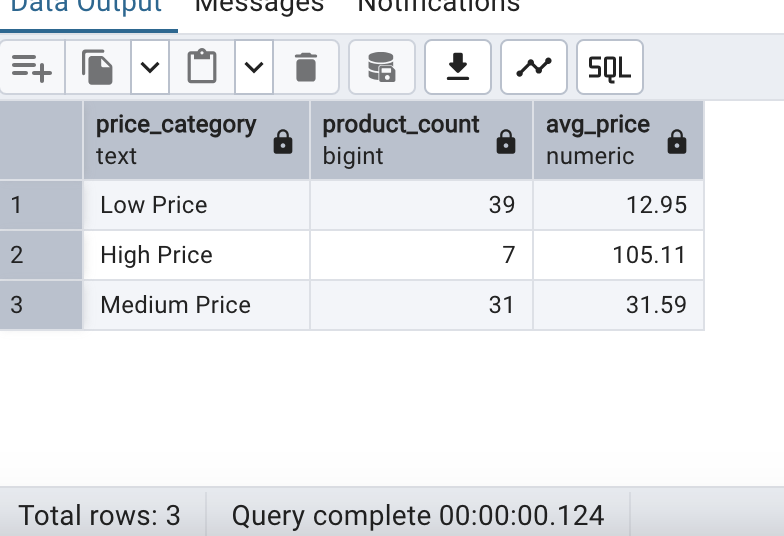 Data Output Messages Notifications
SQL
price_category product_count avg_price
text bigint numeric
1 Low Price 39 12.95
2 High Price 7 105.11
3 Medium Price 31 31.59
Total rows: 3 Query complete 00:00:00.124